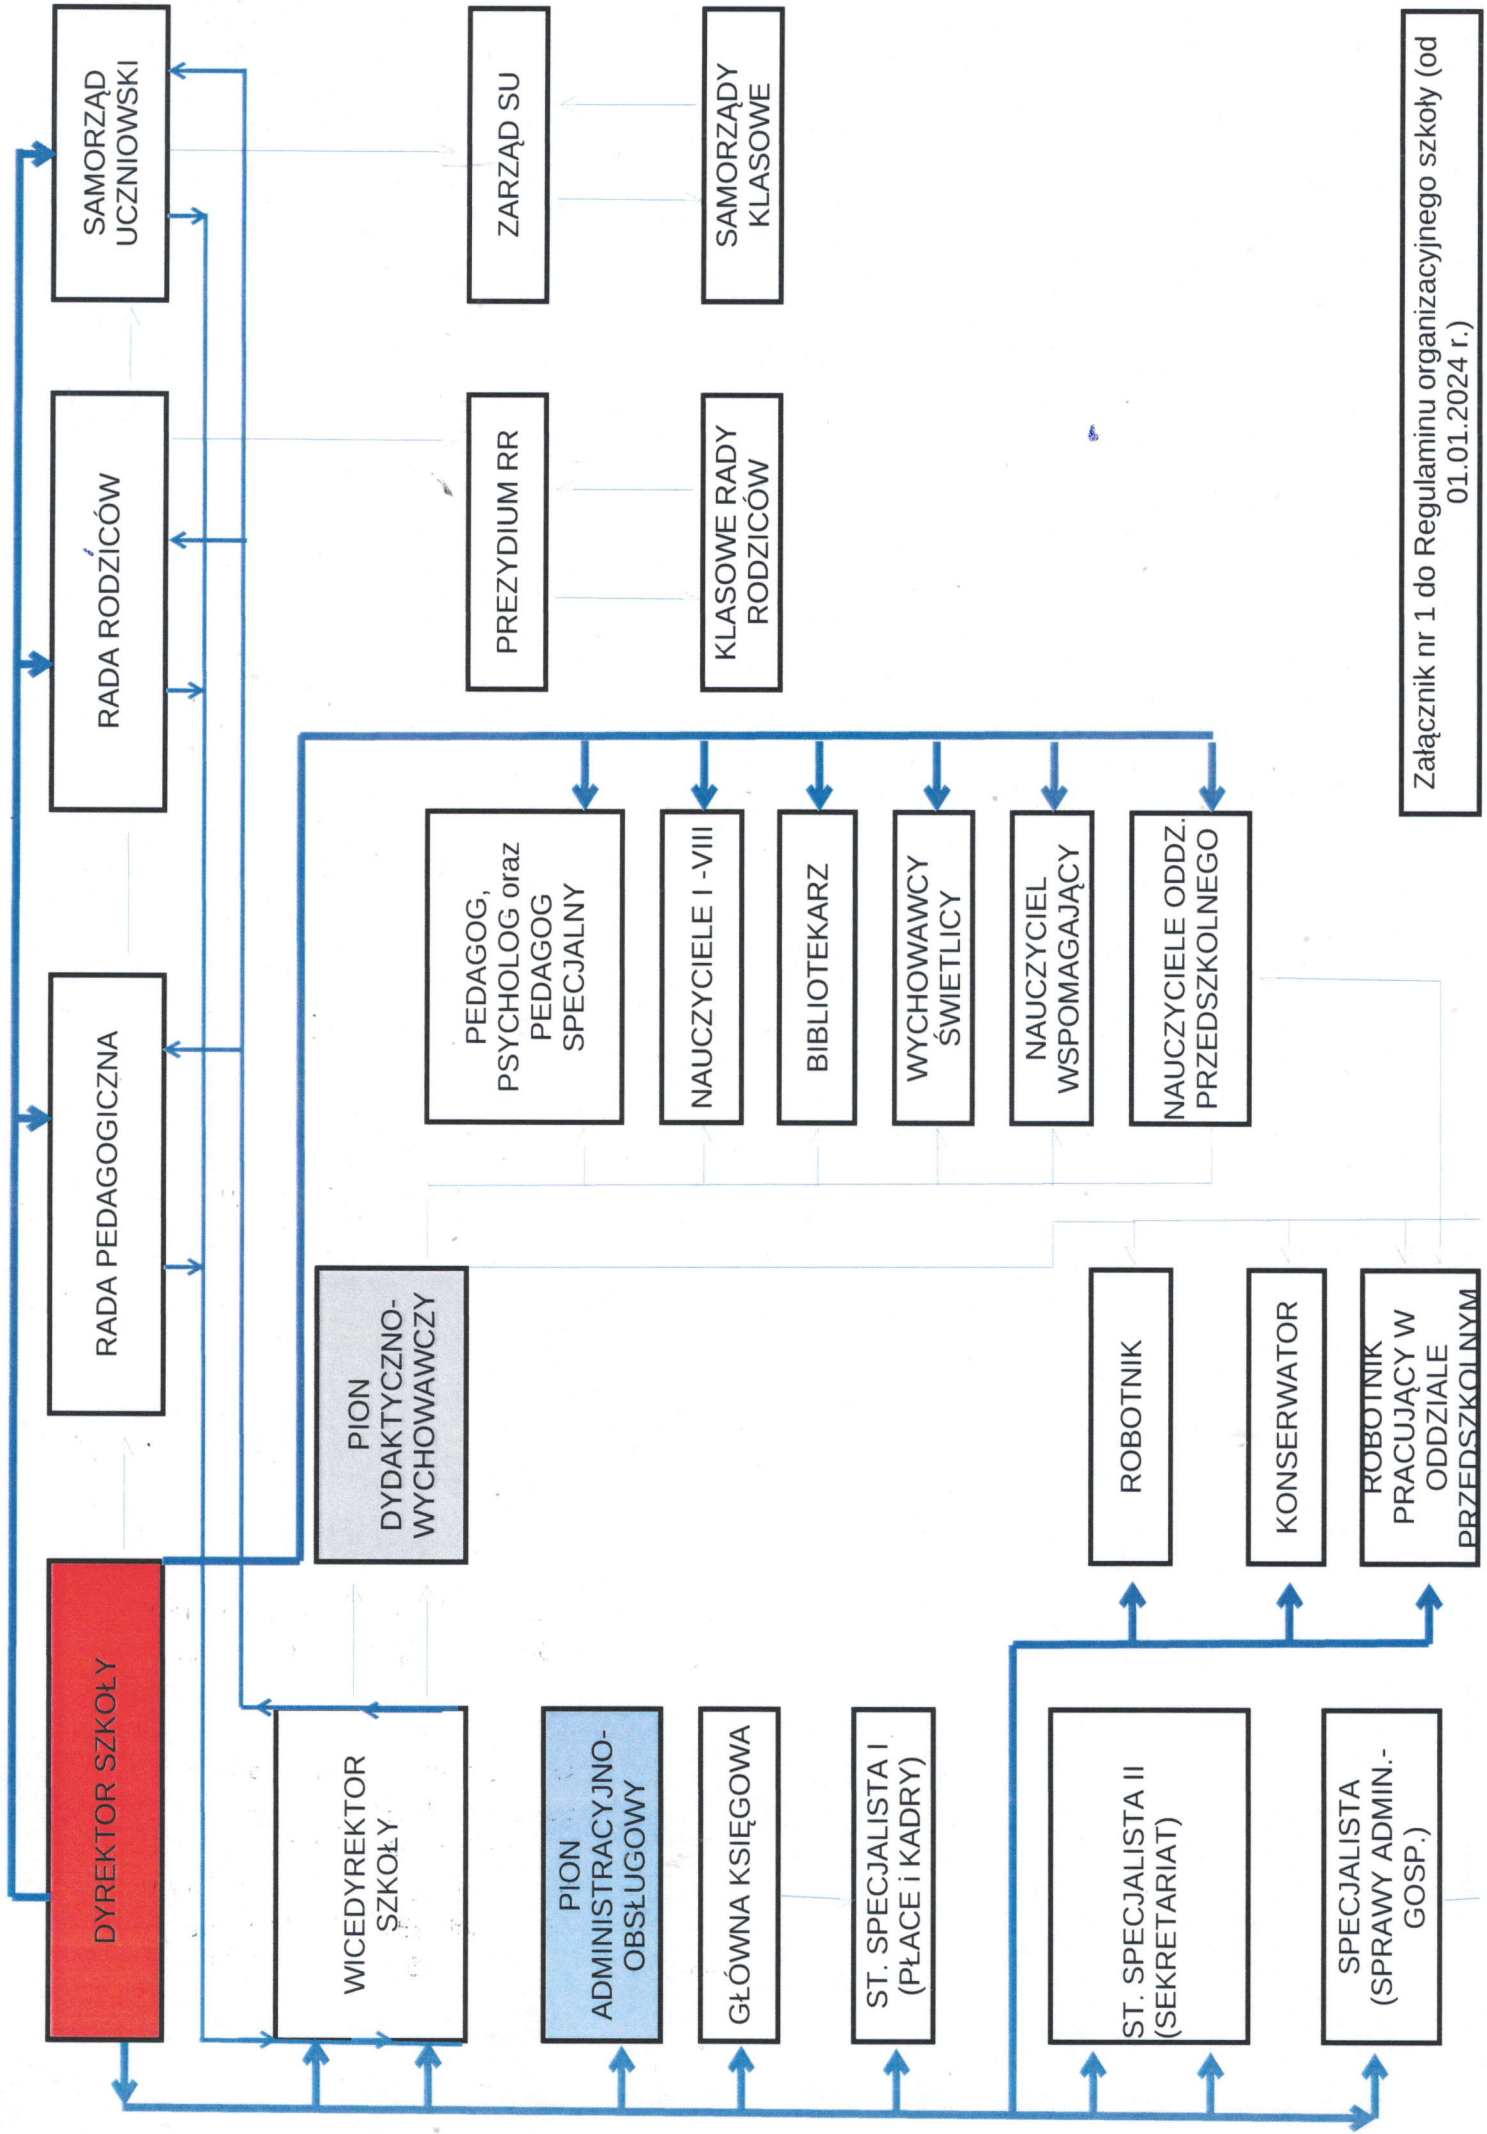 DYREKTOR SZKOŁY
RADA PEDAGOGICZNA
RADA RODZICÓW
SAMORZĄD
UCZNIOWSKI
WICEDYREKTOR
SZKOŁY
PION
DYDAKTYCZNO-
WYCHOWAWCZY
PEDAGOG,
PSYCHOLOG oraz
PEDAGOG
SPECJALNY
PREZYDIUM RR
ZARZĄD SU
PION
ADMINISTRACYJNO-
OBSŁUGOWY
GŁÓWNA KSIĘGOWA
NAUCZYCIELE I -VIII
KLASOWE RADY
RODZICÓW
SAMORZĄDY
KLASOWE
BIBLIOTEKARZ
ST. SPECJALISTA I
(PŁACE i KADRY)
WYCHOWAWCY
ŚWIETLICY
NAUCZYCIEL
WSPOMAGAJĄCY
ST. SPECJALISTA II
(SEKRETARIAT)
ROBOTNIK
NAUCZYCIELE ODDZ.
PRZEDSZKOLNEGO
KONSERWATOR
SPECJALISTA
(SPRAWY ADMIN.-
GOSP.)
ROBOTNIK
PRACUJĄCY W
ODDZIALE
PRZEDSZKOLNYM
Załącznik nr 1 do Regulaminu organizacyjnego szkoły (od
01.01.2024 r.)